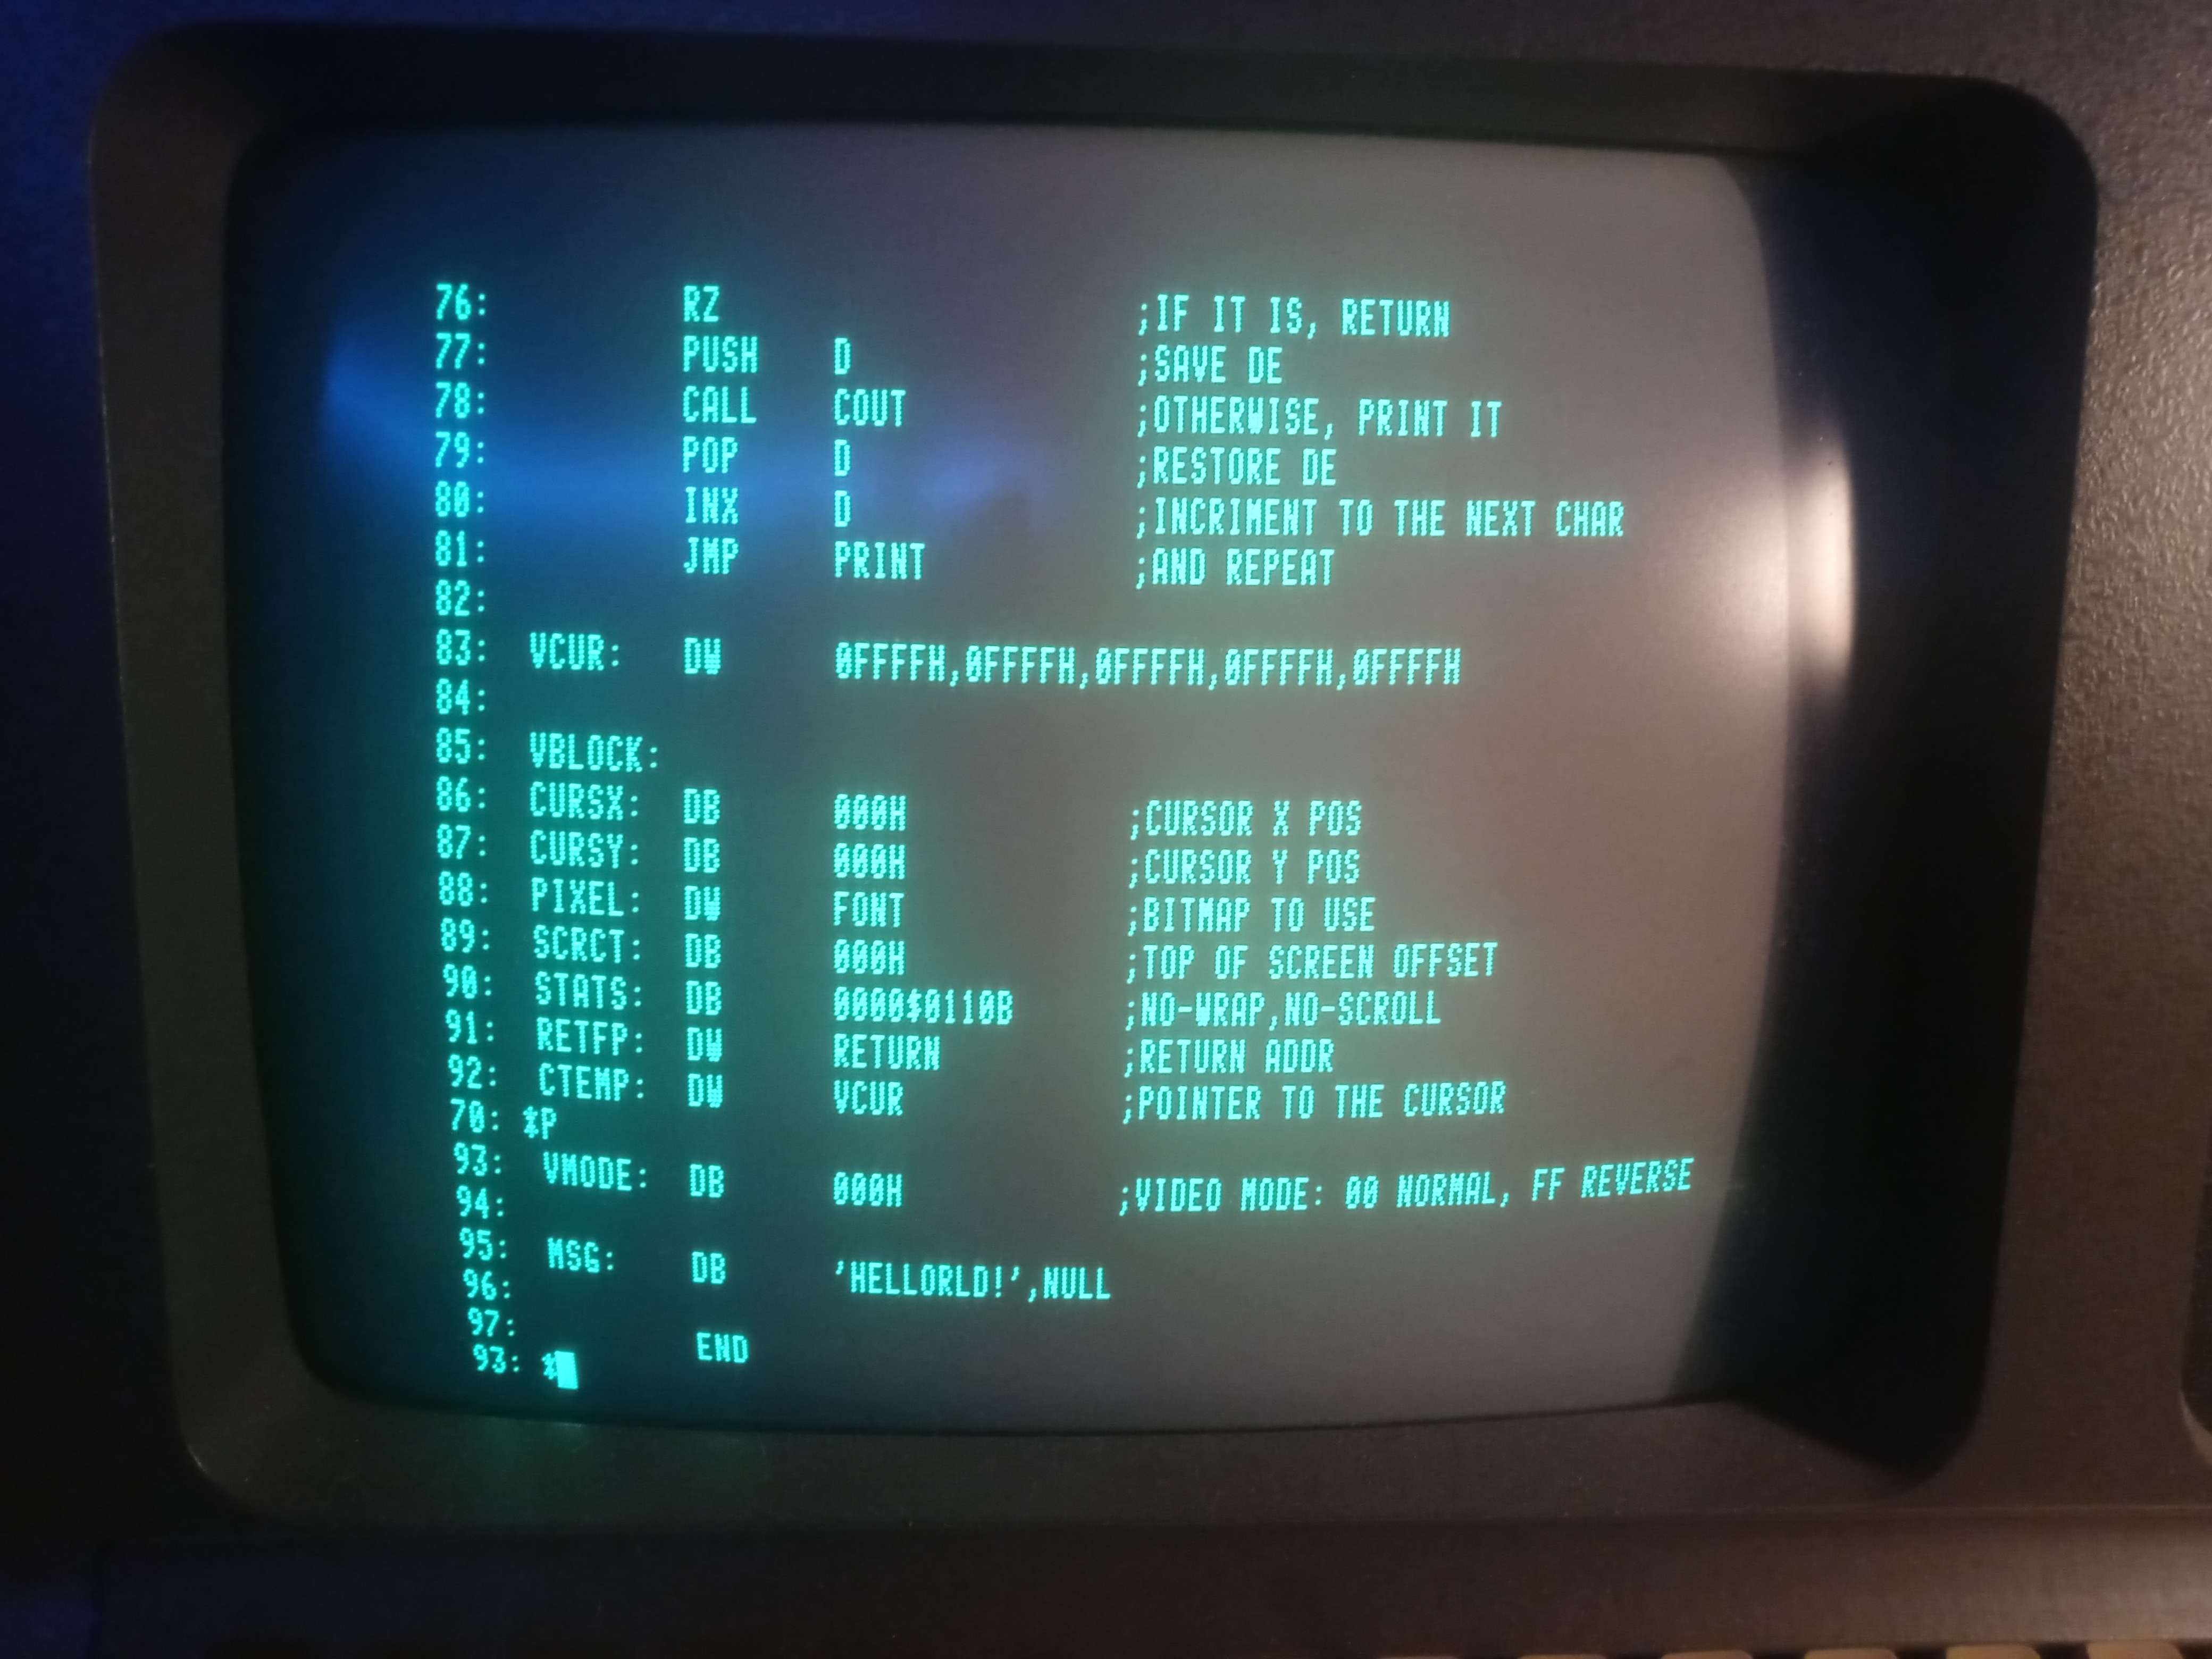 76: RZ ;IF IT IS, RETURN
77: PUSH D ;SAVE DE
78: CALL COUT ;OTHERWISE, PRINT IT
79: POP D ;RESTORE DE
80: INX D ;INCRIMENT TO THE NEXT CHAR
81: JMP PRINT ;AND REPEAT
82:
83: VCUR: DW 0FFFFH,0FFFFH,0FFFFH,0FFFFH,0FFFFH
84:
85: VBLOCK:
86: CURSX: DB 000H ;CURSOR X POS
87: CURSY: DB 000H ;CURSOR Y POS
88: PIXEL: DW FONT ;BITMAP TO USE
89: SCRCT: DB 000H ;TOP OF SCREEN OFFSET
90: STATS: DB 0000$0110B ;NO-WRAP,NO-SCROLL
91: RETFP: DW RETURN ;RETURN ADDR
92: CTEMP: DW VCUR ;POINTER TO THE CURSOR
70: *P
93: VMODE: DB 000H ;VIDEO MODE: 00 NORMAL, FF REVERSE
94:
95: MSG: DB 'HELLORLD!',NULL
96:
97: END
93: *